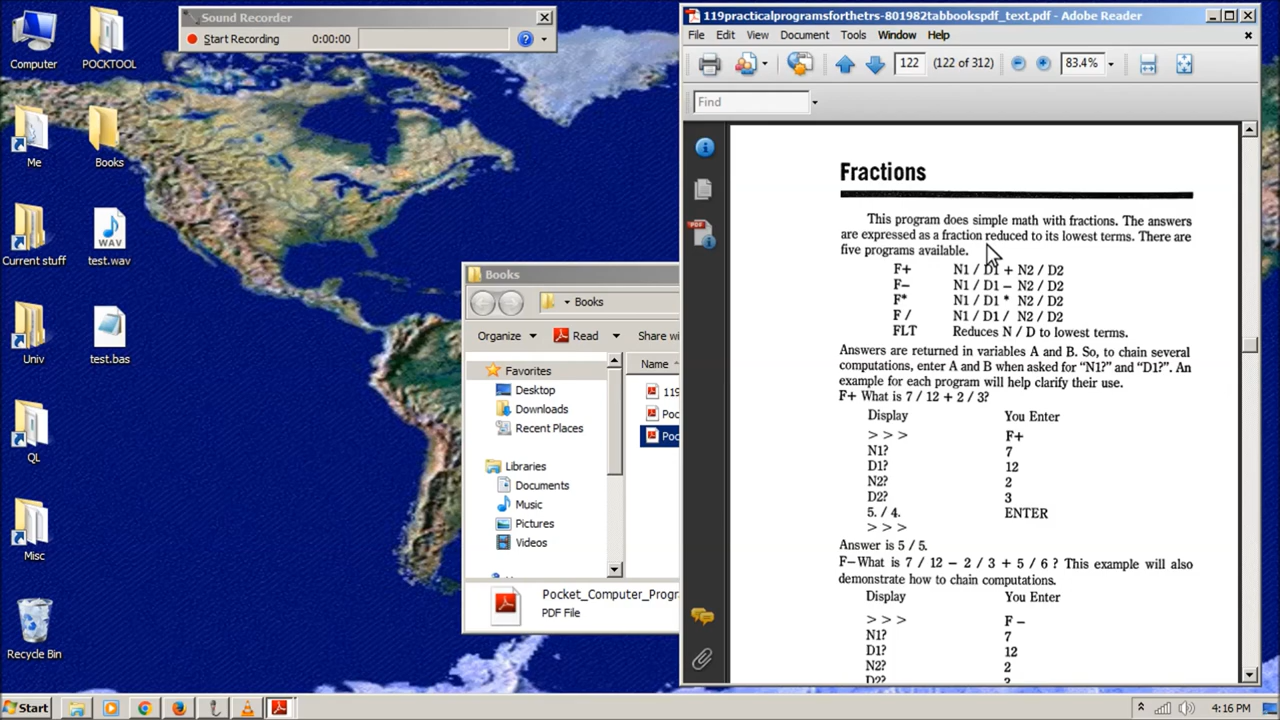 Sound Recorder
Start Recording 0:00:00
Computer
POCKTOOL
Me
Books
Current stuff
test.wav
WAV
Univ
test.bas
QL
Misc
Recycle Bin
Books
Books
Organize Read Share wi
Favorites
Desktop
Downloads
Recent Places
Libraries
Documents
Music
Pictures
Videos
Name
119
Poc
Poc
Pocket_Computer_Progra
PDF File
119practicalprogramsforthetrs-801982tabbookspdf_text.pdf - Adobe Reader
File Edit View Document Tools Window Help
122 (122 of 312) 83.4%
Find
Fractions
This program does simple math with fractions. The answers
are expressed as a fraction reduced to its lowest terms. There are
five programs available.
F+ N1 / D1 + N2 / D2
F− N1 / D1 − N2 / D2
F* N1 / D1 * N2 / D2
F / N1 / D1 / N2 / D2
FLT Reduces N / D to lowest terms.
Answers are returned in variables A and B. So, to chain several
computations, enter A and B when asked for “N1?” and “D1?”. An
example for each program will help clarify their use.
F+ What is 7 / 12 + 2 / 3?
Display You Enter
> > > F+
N1? 7
D1? 12
N2? 2
D2? 3
5. / 4. ENTER
> > >
Answer is 5 / 5.
F−What is 7 / 12 − 2 / 3 + 5 / 6 ? This example will also
demonstrate how to chain computations.
Display You Enter
> > > F −
N1? 7
D1? 12
N2? 2
D2? 3
Start
4:16 PM